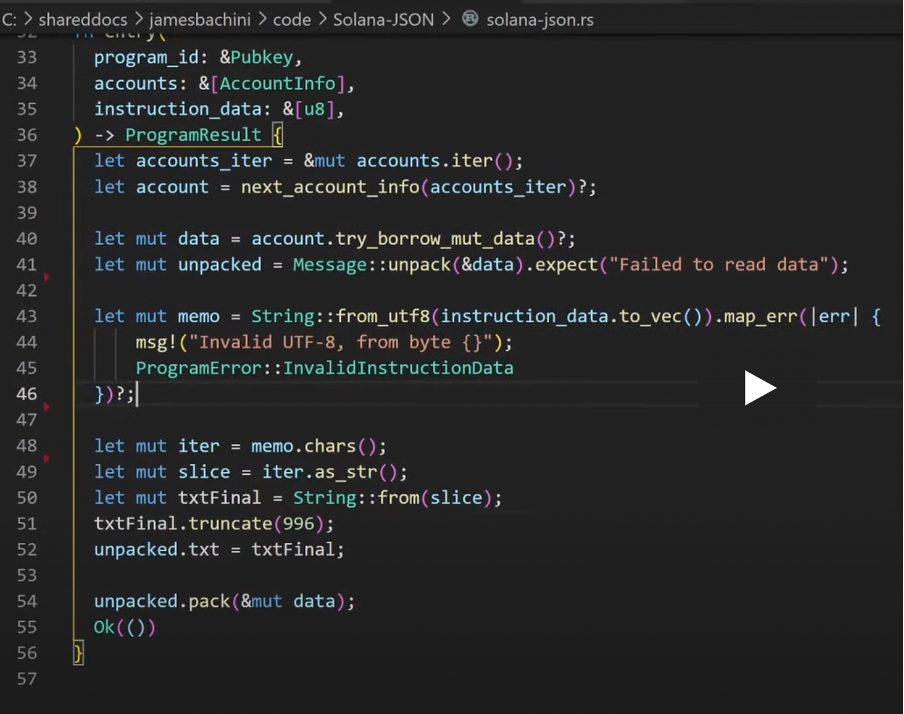 C: > shareddocs > jamesbachini > code > Solana-JSON > solana-json.rs
33 program_id: &Pubkey,
34 accounts: &[AccountInfo],
35 instruction_data: &[u8],
36 ) -> ProgramResult {
37 let accounts_iter = &mut accounts.iter();
38 let account = next_account_info(accounts_iter)?;
39
40 let mut data = account.try_borrow_mut_data()?;
41 let mut unpacked = Message::unpack(&data).expect("Failed to read data");
42
43 let mut memo = String::from_utf8(instruction_data.to_vec()).map_err(|err| {
44 msg!("Invalid UTF-8, from byte {}");
45 ProgramError::InvalidInstructionData
46 })?;
47
48 let mut iter = memo.chars();
49 let mut slice = iter.as_str();
50 let mut txtFinal = String::from(slice);
51 txtFinal.truncate(996);
52 unpacked.txt = txtFinal;
53
54 unpacked.pack(&mut data);
55 Ok(())
56 }
57